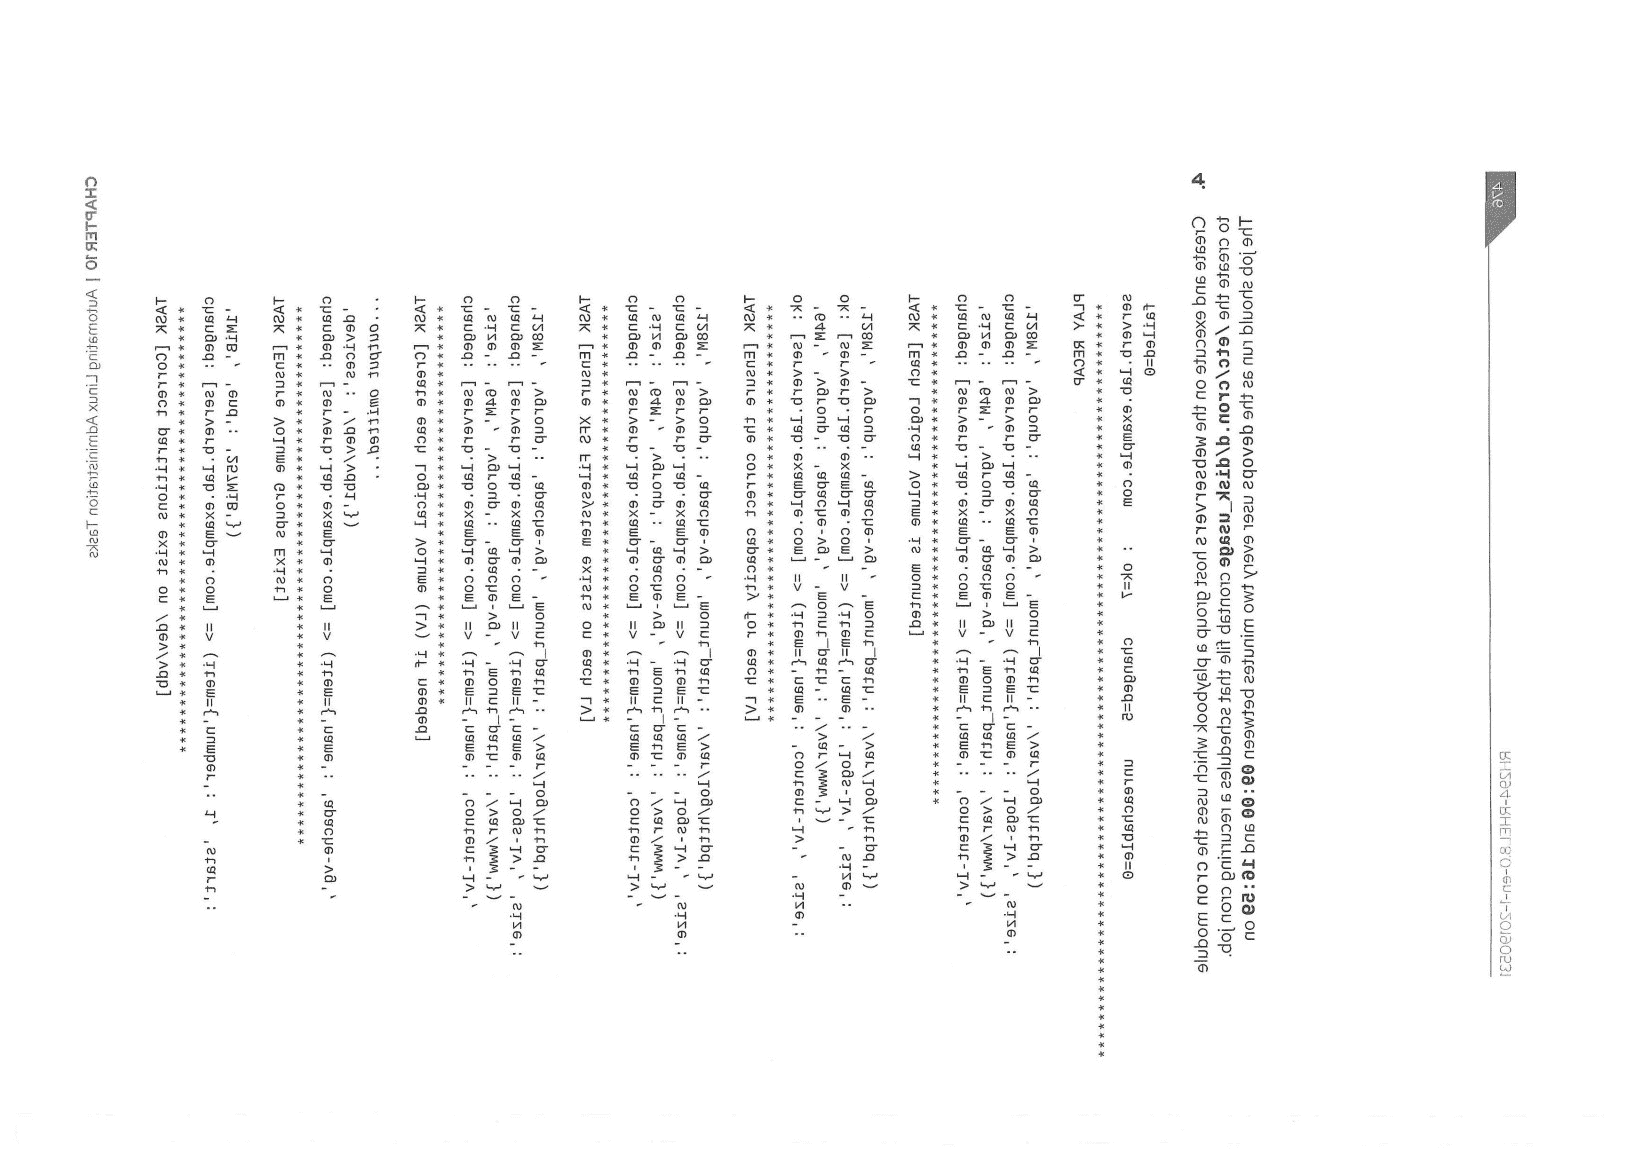 CHAPTER 10 | Automating Linux Administration Tasks
TASK [Correct partitions exist on /dev/vdb]
************************************************
changed: [serverd.lab.example.com] => (item={'number': 1, 'start':
'1MiB', 'end': '257MiB'})
TASK [Ensure Volume Groups Exist]
**********************************************************
changed: [serverd.lab.example.com] => (item={'name': 'apache-vg',
'devices': '/dev/vdb1'})
...output omitted...
TASK [Create each Logical Volume (LV) if needed]
*******************************************
changed: [serverd.lab.example.com] => (item={'name': 'content-lv',
'size': '64M', 'vgroup': 'apache-vg', 'mount_path': '/var/www'})
changed: [serverd.lab.example.com] => (item={'name': 'logs-lv', 'size':
'128M', 'vgroup': 'apache-vg', 'mount_path': '/var/log/httpd'})
TASK [Ensure XFS Filesystem exists on each LV]
*********************************************
changed: [serverd.lab.example.com] => (item={'name': 'content-lv',
'size': '64M', 'vgroup': 'apache-vg', 'mount_path': '/var/www'})
changed: [serverd.lab.example.com] => (item={'name': 'logs-lv', 'size':
'128M', 'vgroup': 'apache-vg', 'mount_path': '/var/log/httpd'})
TASK [Ensure the correct capacity for each LV]
*********************************************
ok: [serverd.lab.example.com] => (item={'name': 'content-lv', 'size':
'64M', 'vgroup': 'apache-vg', 'mount_path': '/var/www'})
ok: [serverd.lab.example.com] => (item={'name': 'logs-lv', 'size':
'128M', 'vgroup': 'apache-vg', 'mount_path': '/var/log/httpd'})
TASK [Each Logical Volume is mounted]
******************************************************
changed: [serverd.lab.example.com] => (item={'name': 'content-lv',
'size': '64M', 'vgroup': 'apache-vg', 'mount_path': '/var/www'})
changed: [serverd.lab.example.com] => (item={'name': 'logs-lv', 'size':
'128M', 'vgroup': 'apache-vg', 'mount_path': '/var/log/httpd'})
PLAY RECAP
*********************************************************************************
serverd.lab.example.com : ok=7 changed=5 unreachable=0
failed=0
4. Create and execute on the webservers host group a playbook which uses the cron module
to create the /etc/cron.d/disk_usage crontab file that schedules a recurring cron job.
The job should run as the devops user every two minutes between 09:00 and 16:59 on
476 RH294-RHEL8.0-en-1-20190531